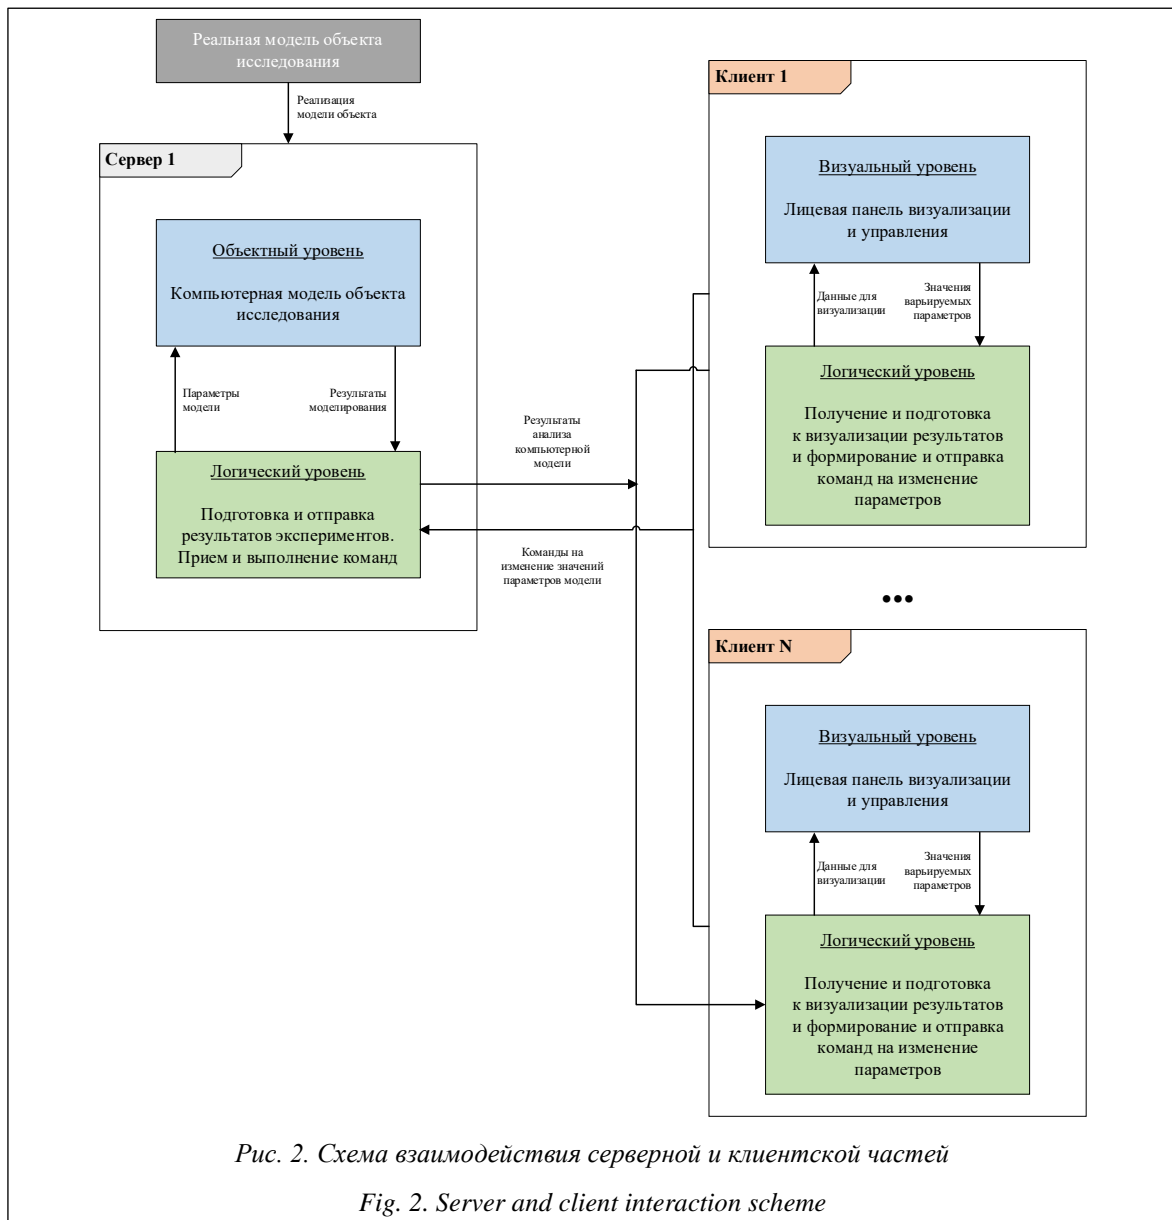 Реальная модель объекта
исследования
Реализация
модели объекта
Сервер 1
Объектный уровень
Компьютерная модель объекта
исследования
Параметры
модели
Результаты
моделирования
Логический уровень
Подготовка и отправка
результатов экспериментов.
Прием и выполнение команд
Результаты
анализа
компьютерной
модели
Команды на
изменение значений
параметров модели
Клиент 1
Визуальный уровень
Лицевая панель визуализации
и управления
Данные для
визуализации
Значения
варьируемых
параметров
Логический уровень
Получение и подготовка
к визуализации результатов
и формирование и отправка
команд на изменение
параметров
•••
Клиент N
Визуальный уровень
Лицевая панель визуализации
и управления
Данные для
визуализации
Значения
варьируемых
параметров
Логический уровень
Получение и подготовка
к визуализации результатов
и формирование и отправка
команд на изменение
параметров
Рис. 2. Схема взаимодействия серверной и клиентской частей
Fig. 2. Server and client interaction scheme